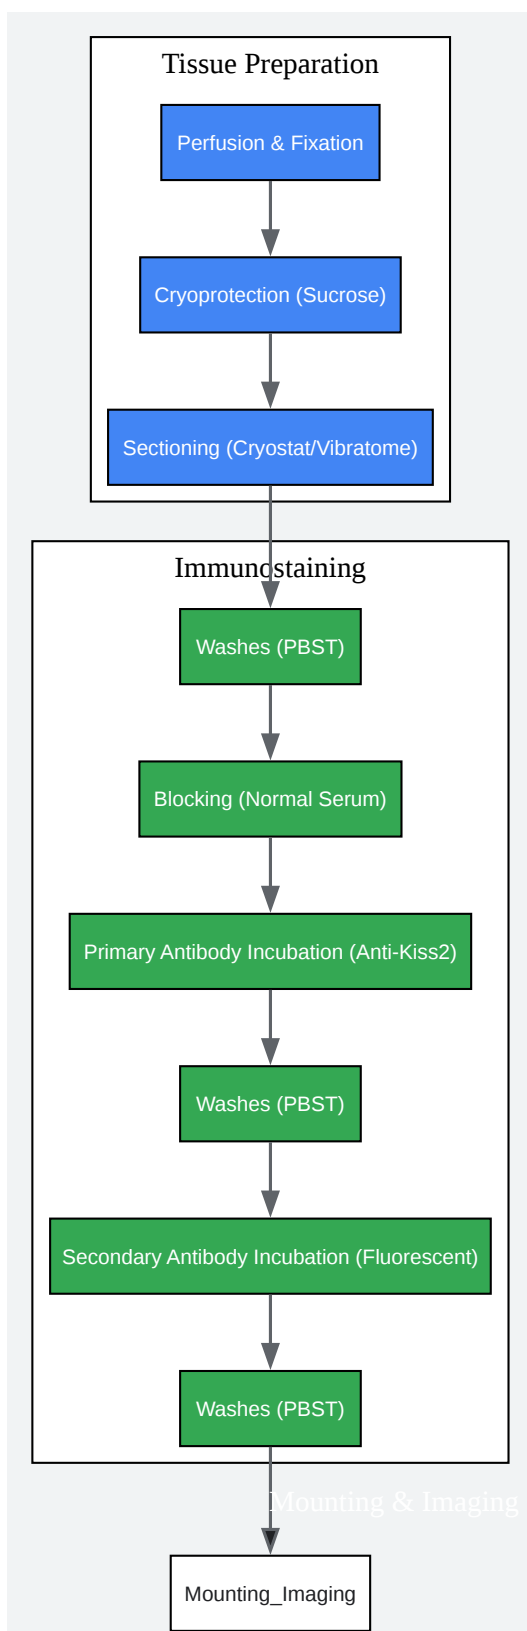 Tissue Preparation
Perfusion & Fixation
Cryoprotection (Sucrose)
Sectioning (Cryostat/Vibratome)
Immunostaining
Washes (PBST)
Blocking (Normal Serum)
Primary Antibody Incubation (Anti-Kiss2)
Washes (PBST)
Secondary Antibody Incubation (Fluorescent)
Washes (PBST)
Mounting & Imaging
Mounting_Imaging